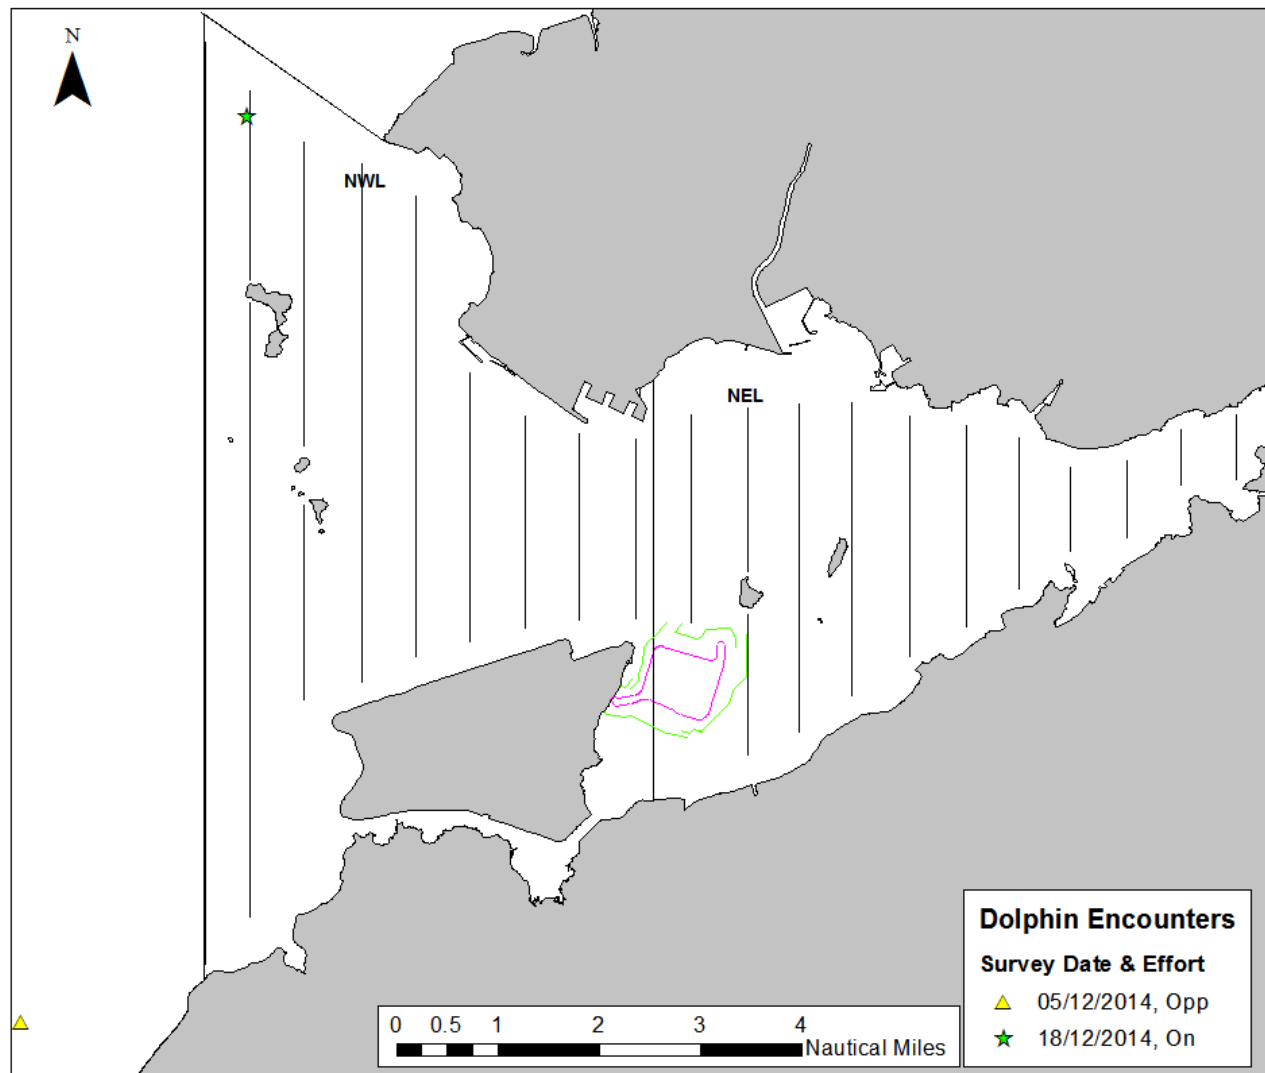 N
NWL
NEL
Dolphin Encounters
Survey Date & Effort
05/12/2014, Opp
18/12/2014, On
0 0.5 1 2 3 4
Nautical Miles